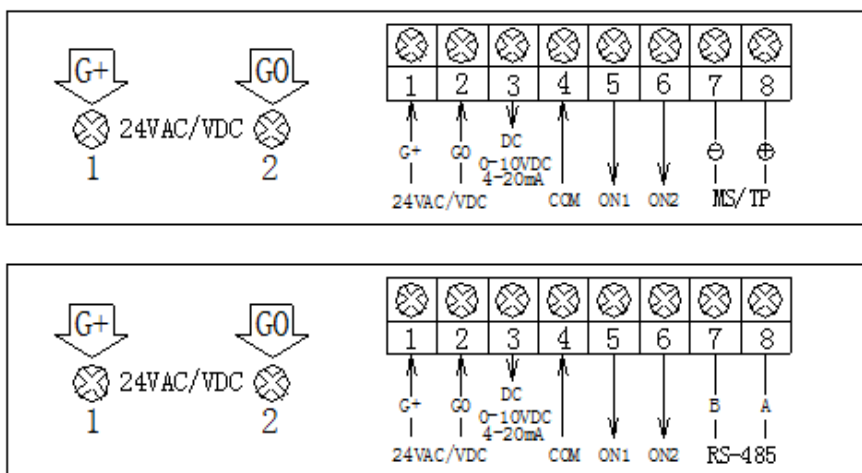 G+ G0
1 2 3 4 5 6 7 8
24VAC/VDC
1 2
G+ G0 DC
0-10VDC
4-20mA
⊖ ⊕
24VAC/VDC COM ON1 ON2 MS/TP
G+ G0
1 2 3 4 5 6 7 8
24VAC/VDC
1 2
G+ G0 DC
0-10VDC
4-20mA
B A
24VAC/VDC COM ON1 ON2 RS-485